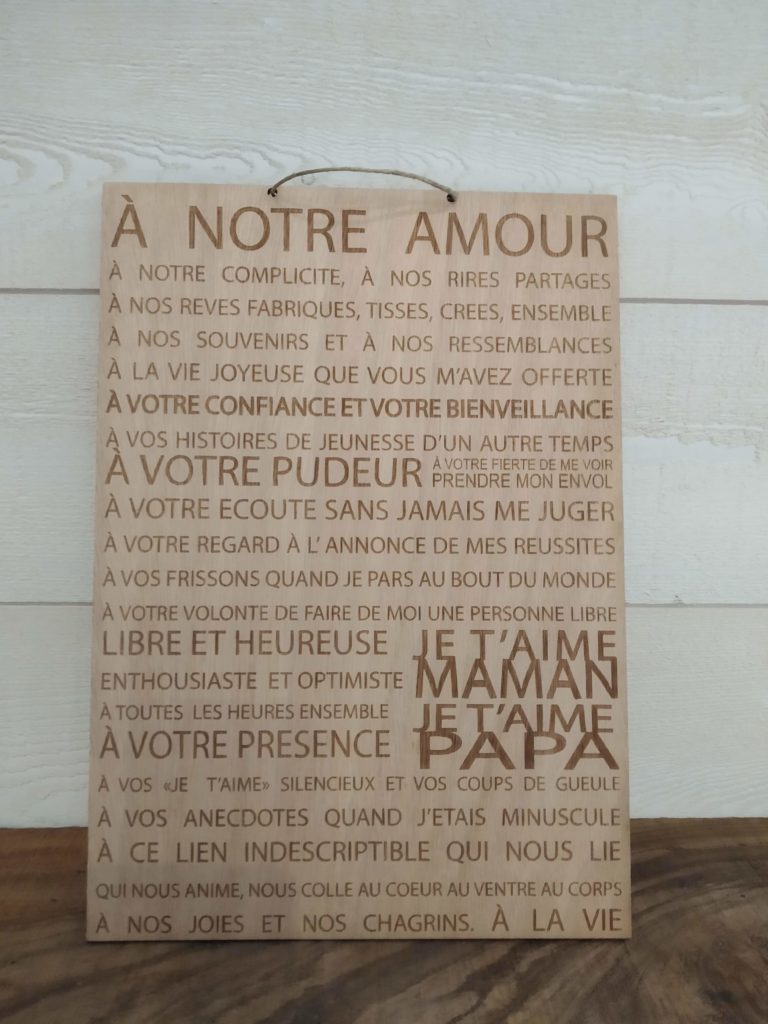 À NOTRE AMOUR
À NOTRE COMPLICITE, À NOS RIRES PARTAGES
À NOS REVES FABRIQUES, TISSES, CREES, ENSEMBLE
À NOS SOUVENIRS ET À NOS RESSEMBLANCES
À LA VIE JOYEUSE QUE VOUS M'AVEZ OFFERTE
À VOTRE CONFIANCE ET VOTRE BIENVEILLANCE
À VOS HISTOIRES DE JEUNESSE D'UN AUTRE TEMPS
À VOTRE PUDEUR
À VOTRE FIERTE DE ME VOIR
PRENDRE MON ENVOL
À VOTRE ECOUTE SANS JAMAIS ME JUGER
À VOTRE REGARD À L' ANNONCE DE MES REUSSITES
À VOS FRISSONS QUAND JE PARS AU BOUT DU MONDE
À VOTRE VOLONTE DE FAIRE DE MOI UNE PERSONNE LIBRE
LIBRE ET HEUREUSE
ENTHOUSIASTE ET OPTIMISTE
À TOUTES LES HEURES ENSEMBLE
À VOTRE PRESENCE
JE T'AIME
MAMAN
JE T'AIME
PAPA
À VOS «JE T'AIME» SILENCIEUX ET VOS COUPS DE GUEULE
À VOS ANECDOTES QUAND J'ETAIS MINUSCULE
À CE LIEN INDESCRIPTIBLE QUI NOUS LIE
QUI NOUS ANIME, NOUS COLLE AU COEUR AU VENTRE AU CORPS
À NOS JOIES ET NOS CHAGRINS. À LA VIE